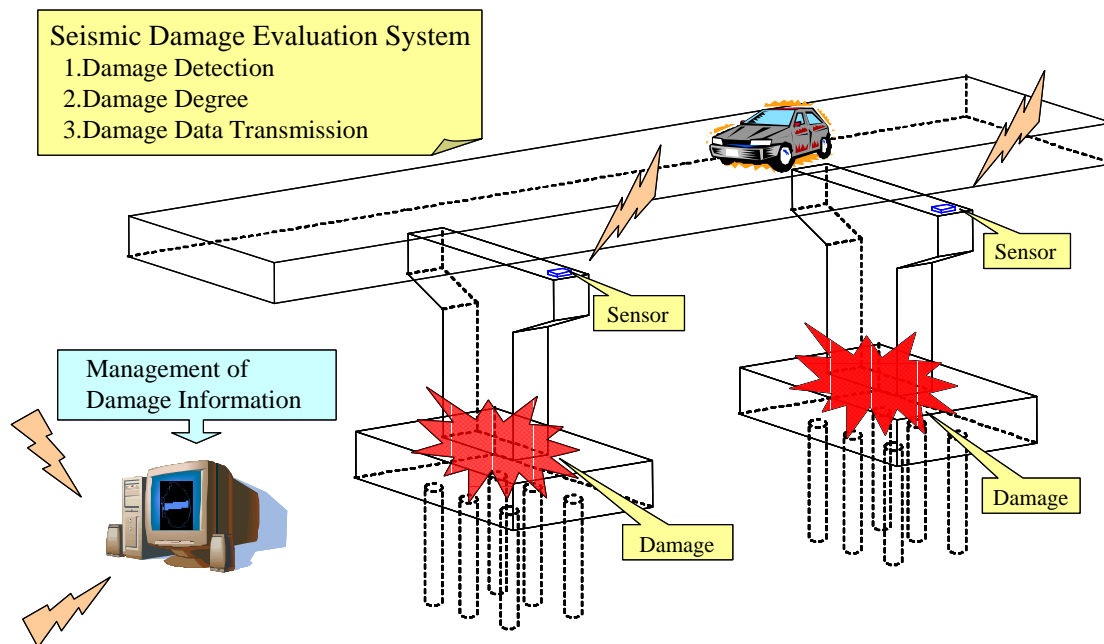 Seismic Damage Evaluation System
1.Damage Detection
2.Damage Degree
3.Damage Data Transmission
Sensor
Sensor
Management of
Damage Information
Damage
Damage